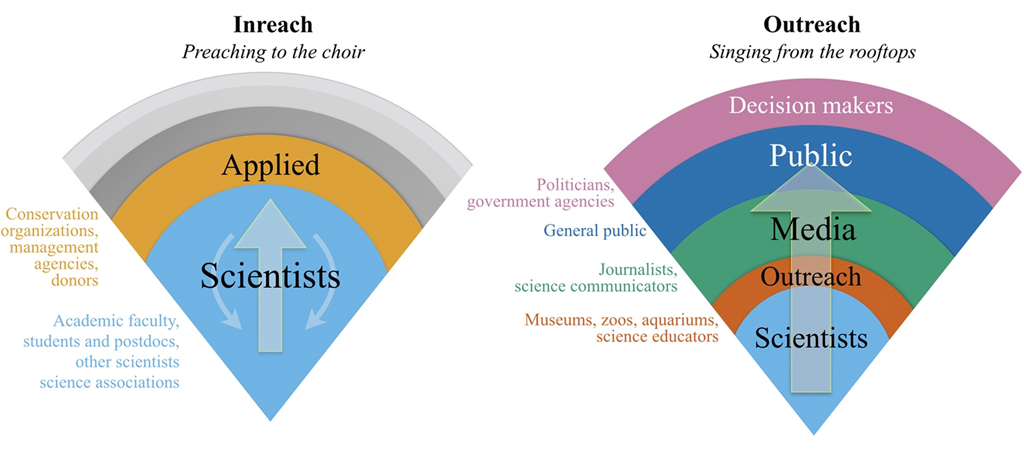 Inreach
Preaching to the choir
Applied
Scientists
Conservation
organizations,
management
agencies,
donors
Academic faculty,
students and postdocs,
other scientists
science associations
Outreach
Singing from the rooftops
Decision makers
Public
Media
Outreach
Scientists
Politicians,
government agencies
General public
Journalists,
science communicators
Museums, zoos, aquariums,
science educators